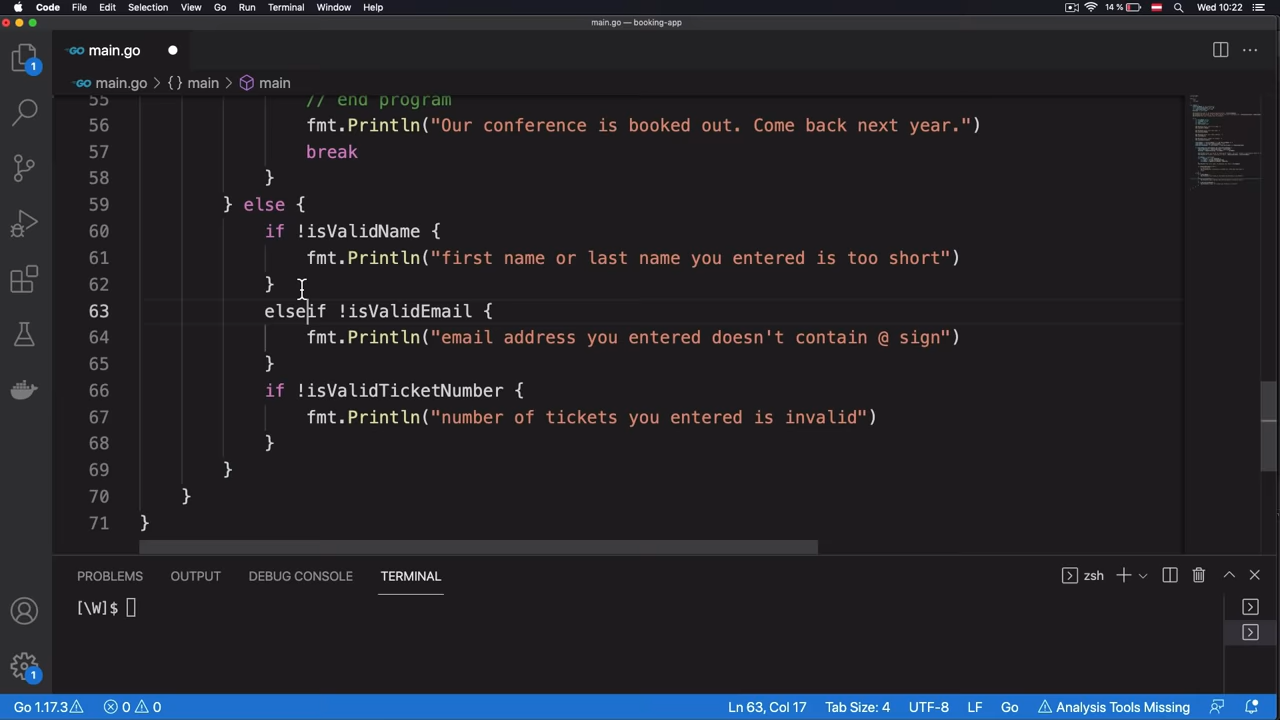 Code File Edit Selection View Go Run Terminal Window Help 14 % Wed 10:22
main.go — booking-app
main.go
main.go > { } main > main
55 // end program
56 fmt.Println("Our conference is booked out. Come back next year.")
57 break
58 }
59 } else {
60 if !isValidName {
61 fmt.Println("first name or last name you entered is too short")
62 }
63 elseif !isValidEmail {
64 fmt.Println("email address you entered doesn't contain @ sign")
65 }
66 if !isValidTicketNumber {
67 fmt.Println("number of tickets you entered is invalid")
68 }
69 }
70 }
71 }
PROBLEMS OUTPUT DEBUG CONSOLE TERMINAL zsh
[\W]$
1
1
Go 1.17.3 0 0 Ln 63, Col 17 Tab Size: 4 UTF-8 LF Go Analysis Tools Missing